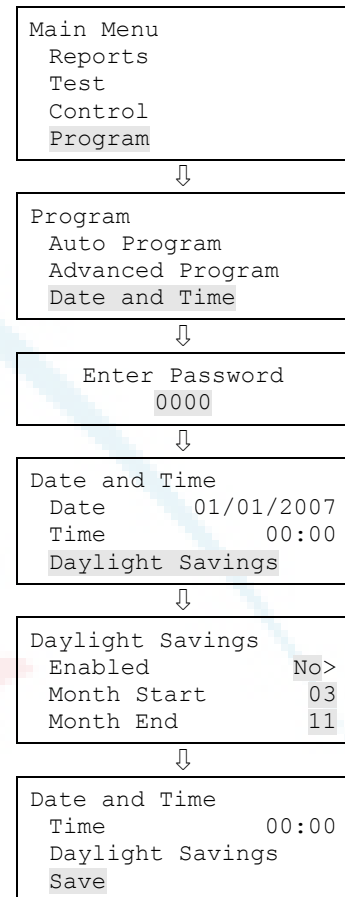 Main Menu
Reports
Test
Control
Program
⇩
Program
Auto Program
Advanced Program
Date and Time
⇩
Enter Password
0000
⇩
Date and Time
Date 01/01/2007
Time 00:00
Daylight Savings
⇩
Daylight Savings
Enabled No>
Month Start 03
Month End 11
⇩
Date and Time
Time 00:00
Daylight Savings
Save